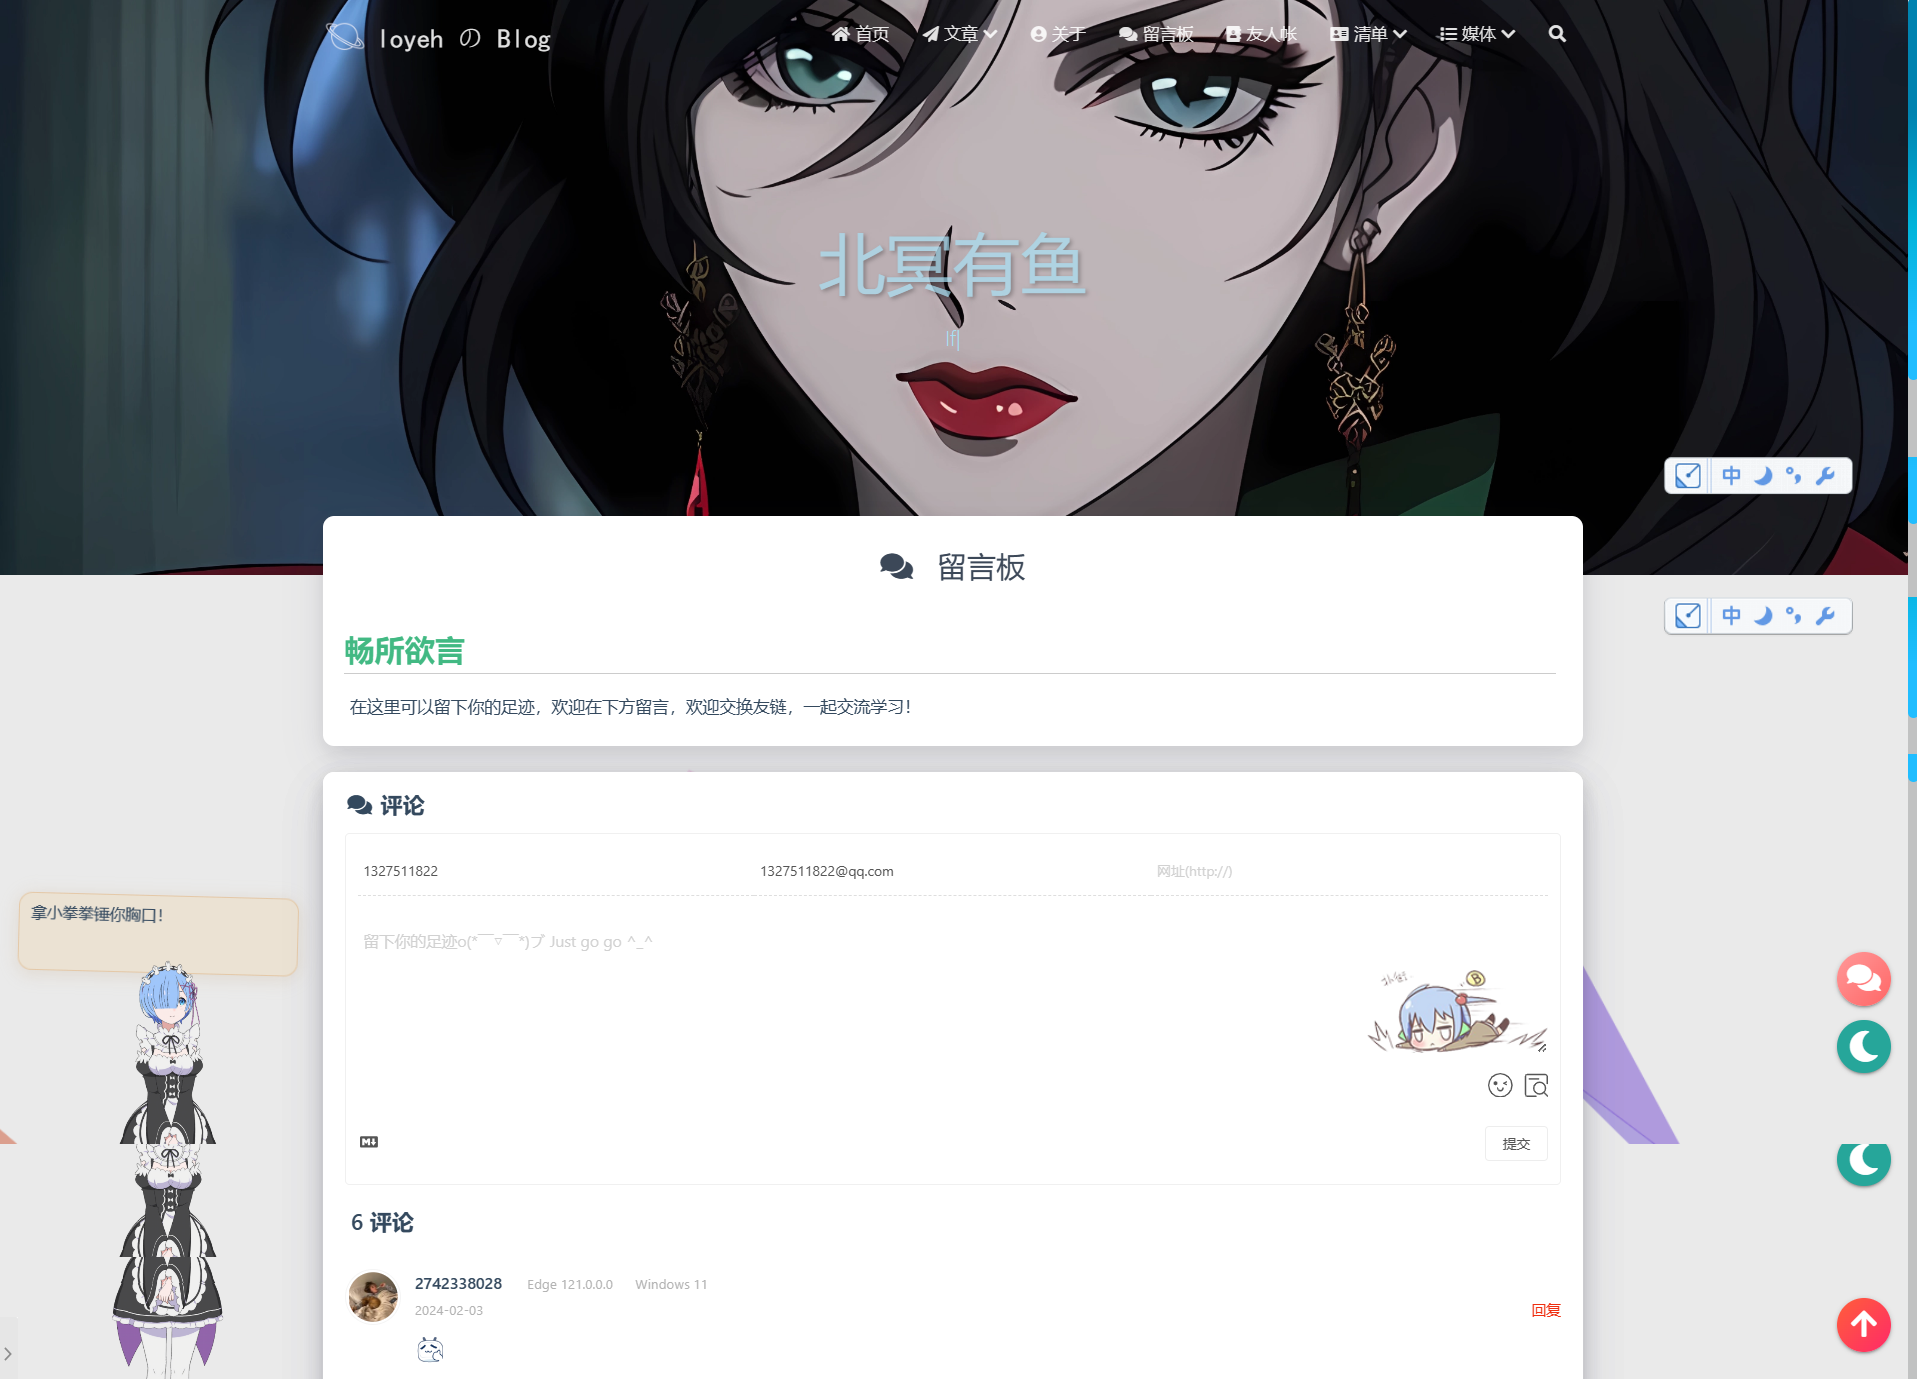 loyeh の Blog
首页 文章 关于 留言板 友人帐 清单 媒体
北冥有鱼
If|
中
留言板
中
畅所欲言
在这里可以留下你的足迹，欢迎在下方留言，欢迎交换友链，一起交流学习！
评论
1327511822 1327511822@qq.com 网址(http://)
拿小拳拳锤你胸口！
留下你的足迹o(*￣▽￣*)ブ Just go go ^_^
B
M
提交
6 评论
2742338028 Edge 121.0.0.0 Windows 11
2024-02-03
回复